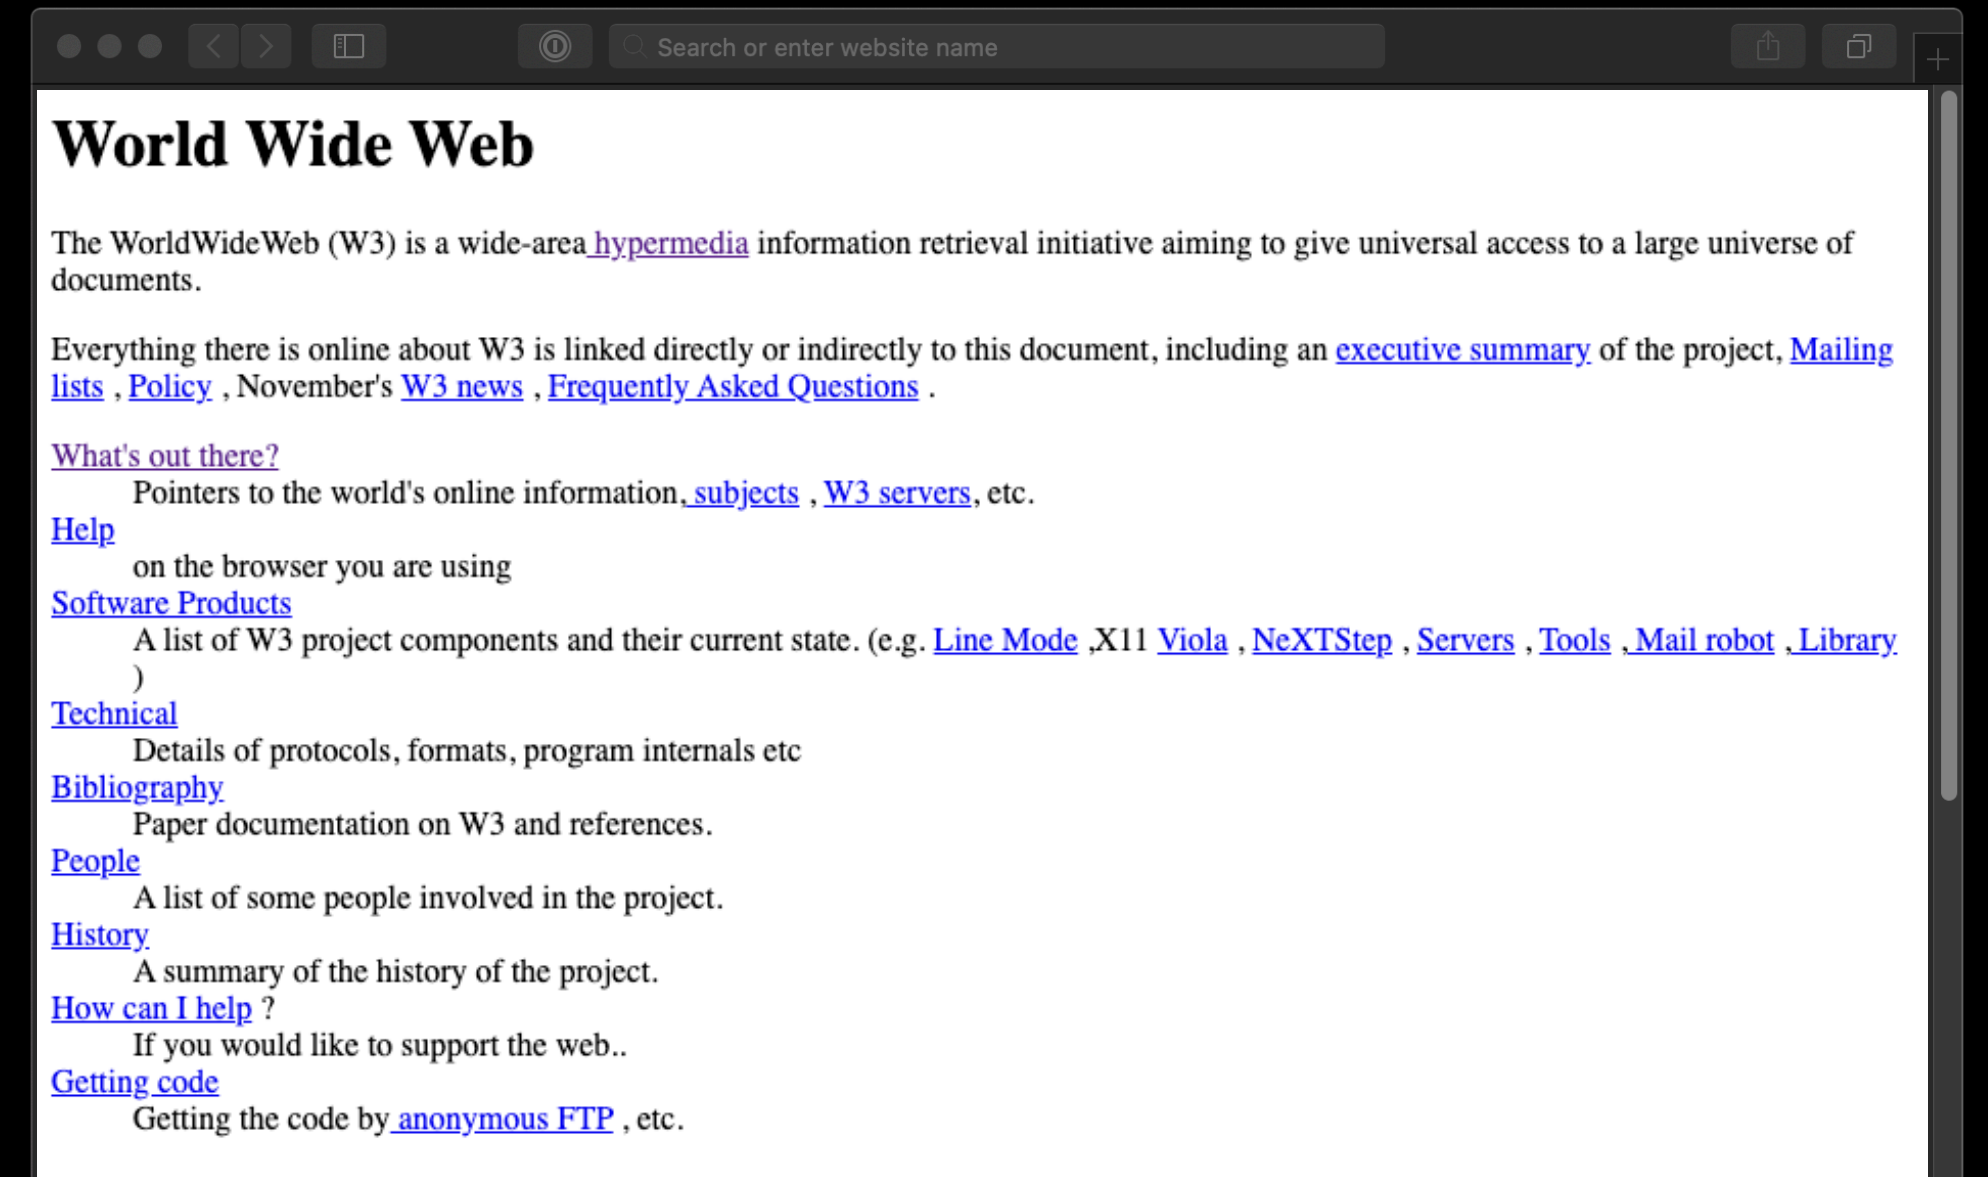 Search or enter website name
World Wide Web
The WorldWideWeb (W3) is a wide-area hypermedia information retrieval initiative aiming to give universal access to a large universe of
documents.
Everything there is online about W3 is linked directly or indirectly to this document, including an executive summary of the project, Mailing
lists , Policy , November's W3 news , Frequently Asked Questions .
What's out there?
Pointers to the world's online information, subjects , W3 servers, etc.
Help
on the browser you are using
Software Products
A list of W3 project components and their current state. (e.g. Line Mode ,X11 Viola , NeXTStep , Servers , Tools , Mail robot , Library
)
Technical
Details of protocols, formats, program internals etc
Bibliography
Paper documentation on W3 and references.
People
A list of some people involved in the project.
History
A summary of the history of the project.
How can I help ?
If you would like to support the web..
Getting code
Getting the code by anonymous FTP , etc.